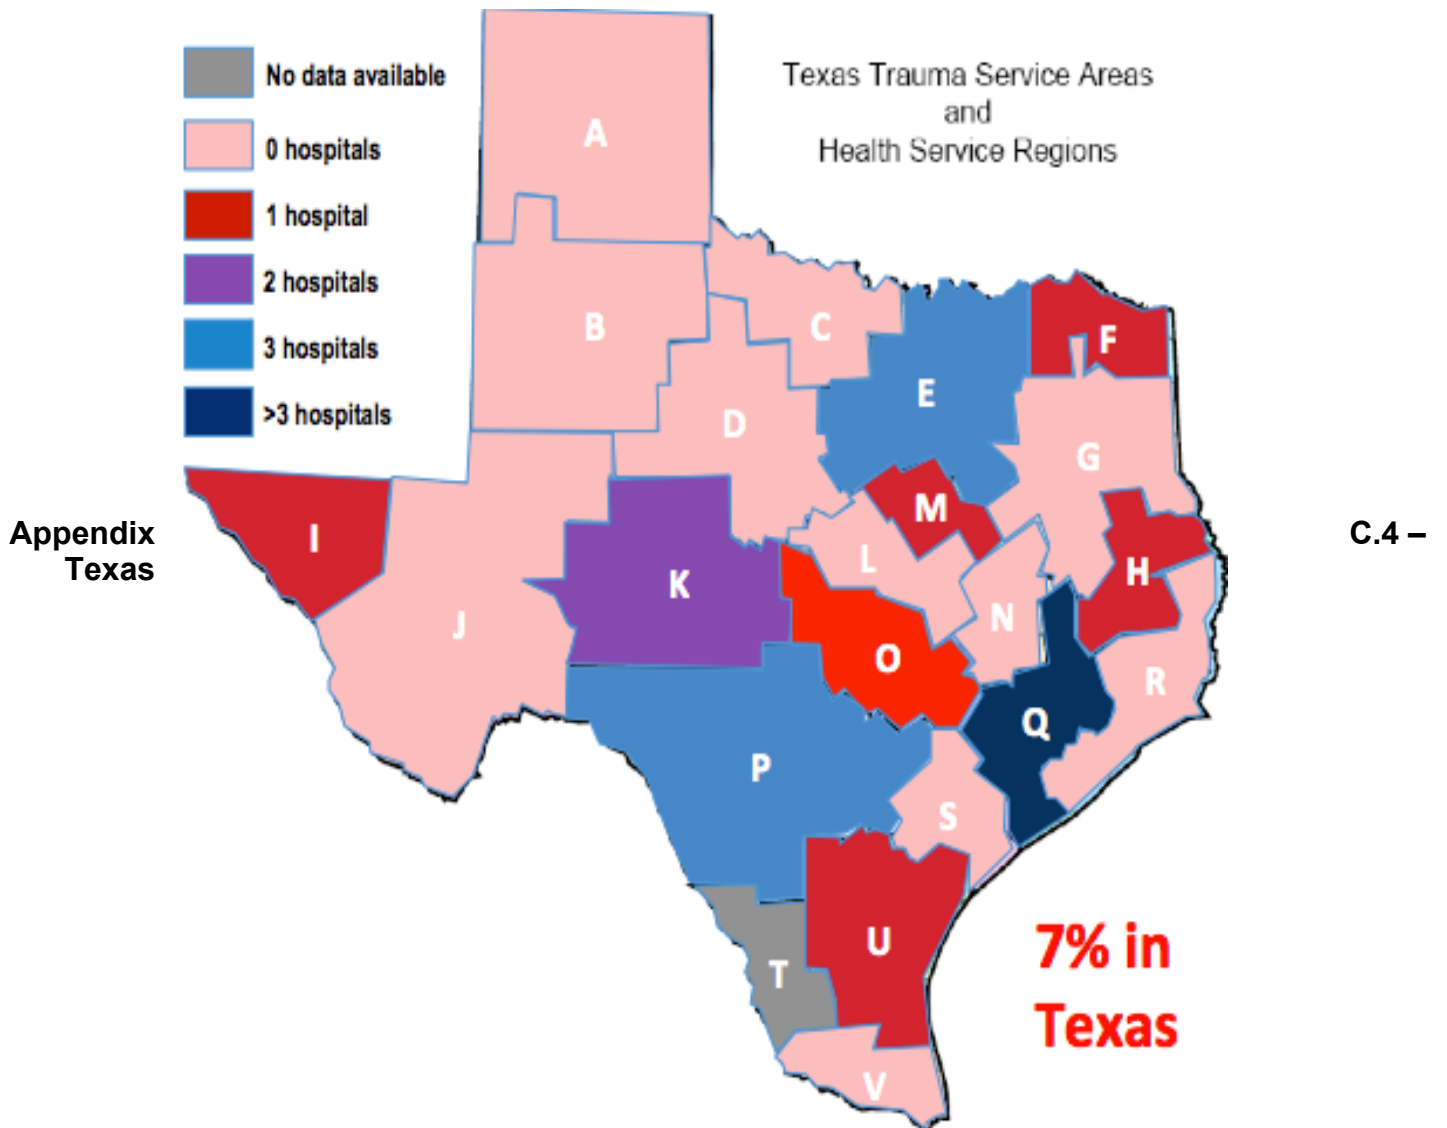 No data available
0 hospitals
1 hospital
2 hospitals
3 hospitals
>3 hospitals
Texas Trauma Service Areas
and
Health Service Regions
A
B
C
D
E
F
G
M
Appendix C.4 –
Texas
I
L
H
K
J
N
O
R
Q
P
S
U
T
V
7% in
Texas